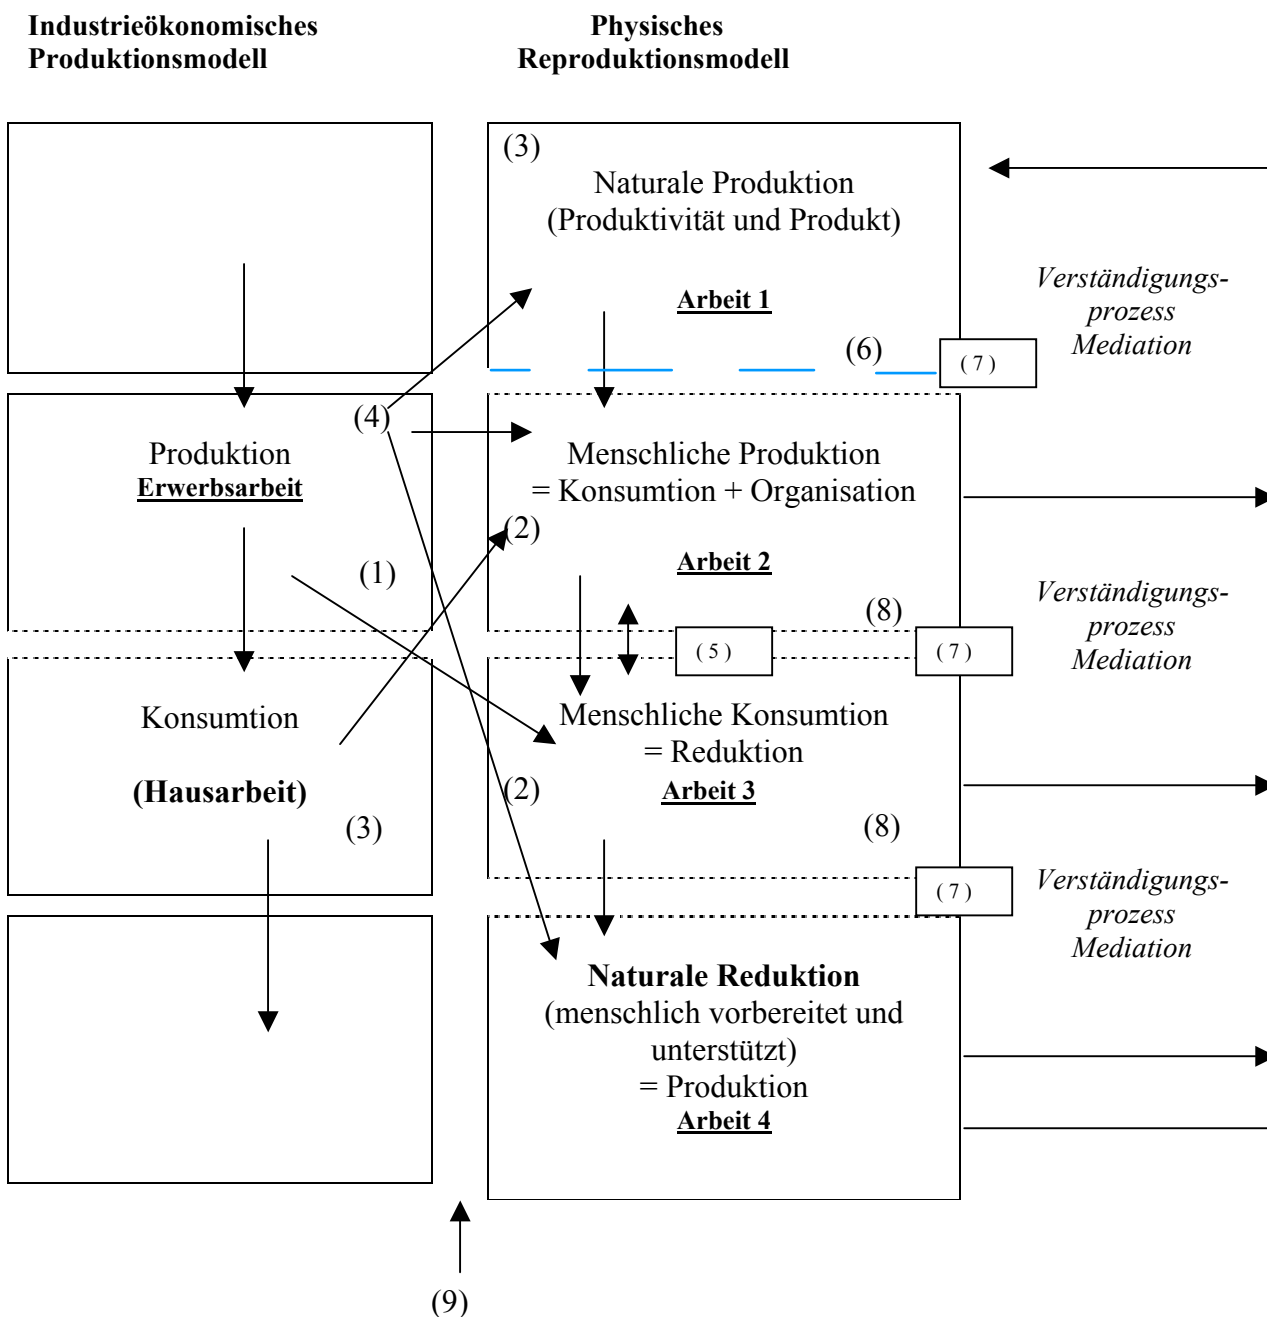 Industrieökonomisches
Produktionsmodell
Physisches
Reproduktionsmodell
(3)
Naturale Produktion
(Produktivität und Produkt)
Arbeit 1
Verständigungs-
prozess
Mediation
(6)
(7)
(4)
Produktion
Erwerbsarbeit
Menschliche Produktion
= Konsumtion + Organisation
(2)
Arbeit 2
(1)
(8)
Verständigungs-
prozess
Mediation
(5)
(7)
Konsumtion
(Hausarbeit)
(3)
Menschliche Konsumtion
= Reduktion
(2)
Arbeit 3
(8)
(7)
Verständigungs-
prozess
Mediation
Naturale Reduktion
(menschlich vorbereitet und
unterstützt)
= Produktion
Arbeit 4
(9)